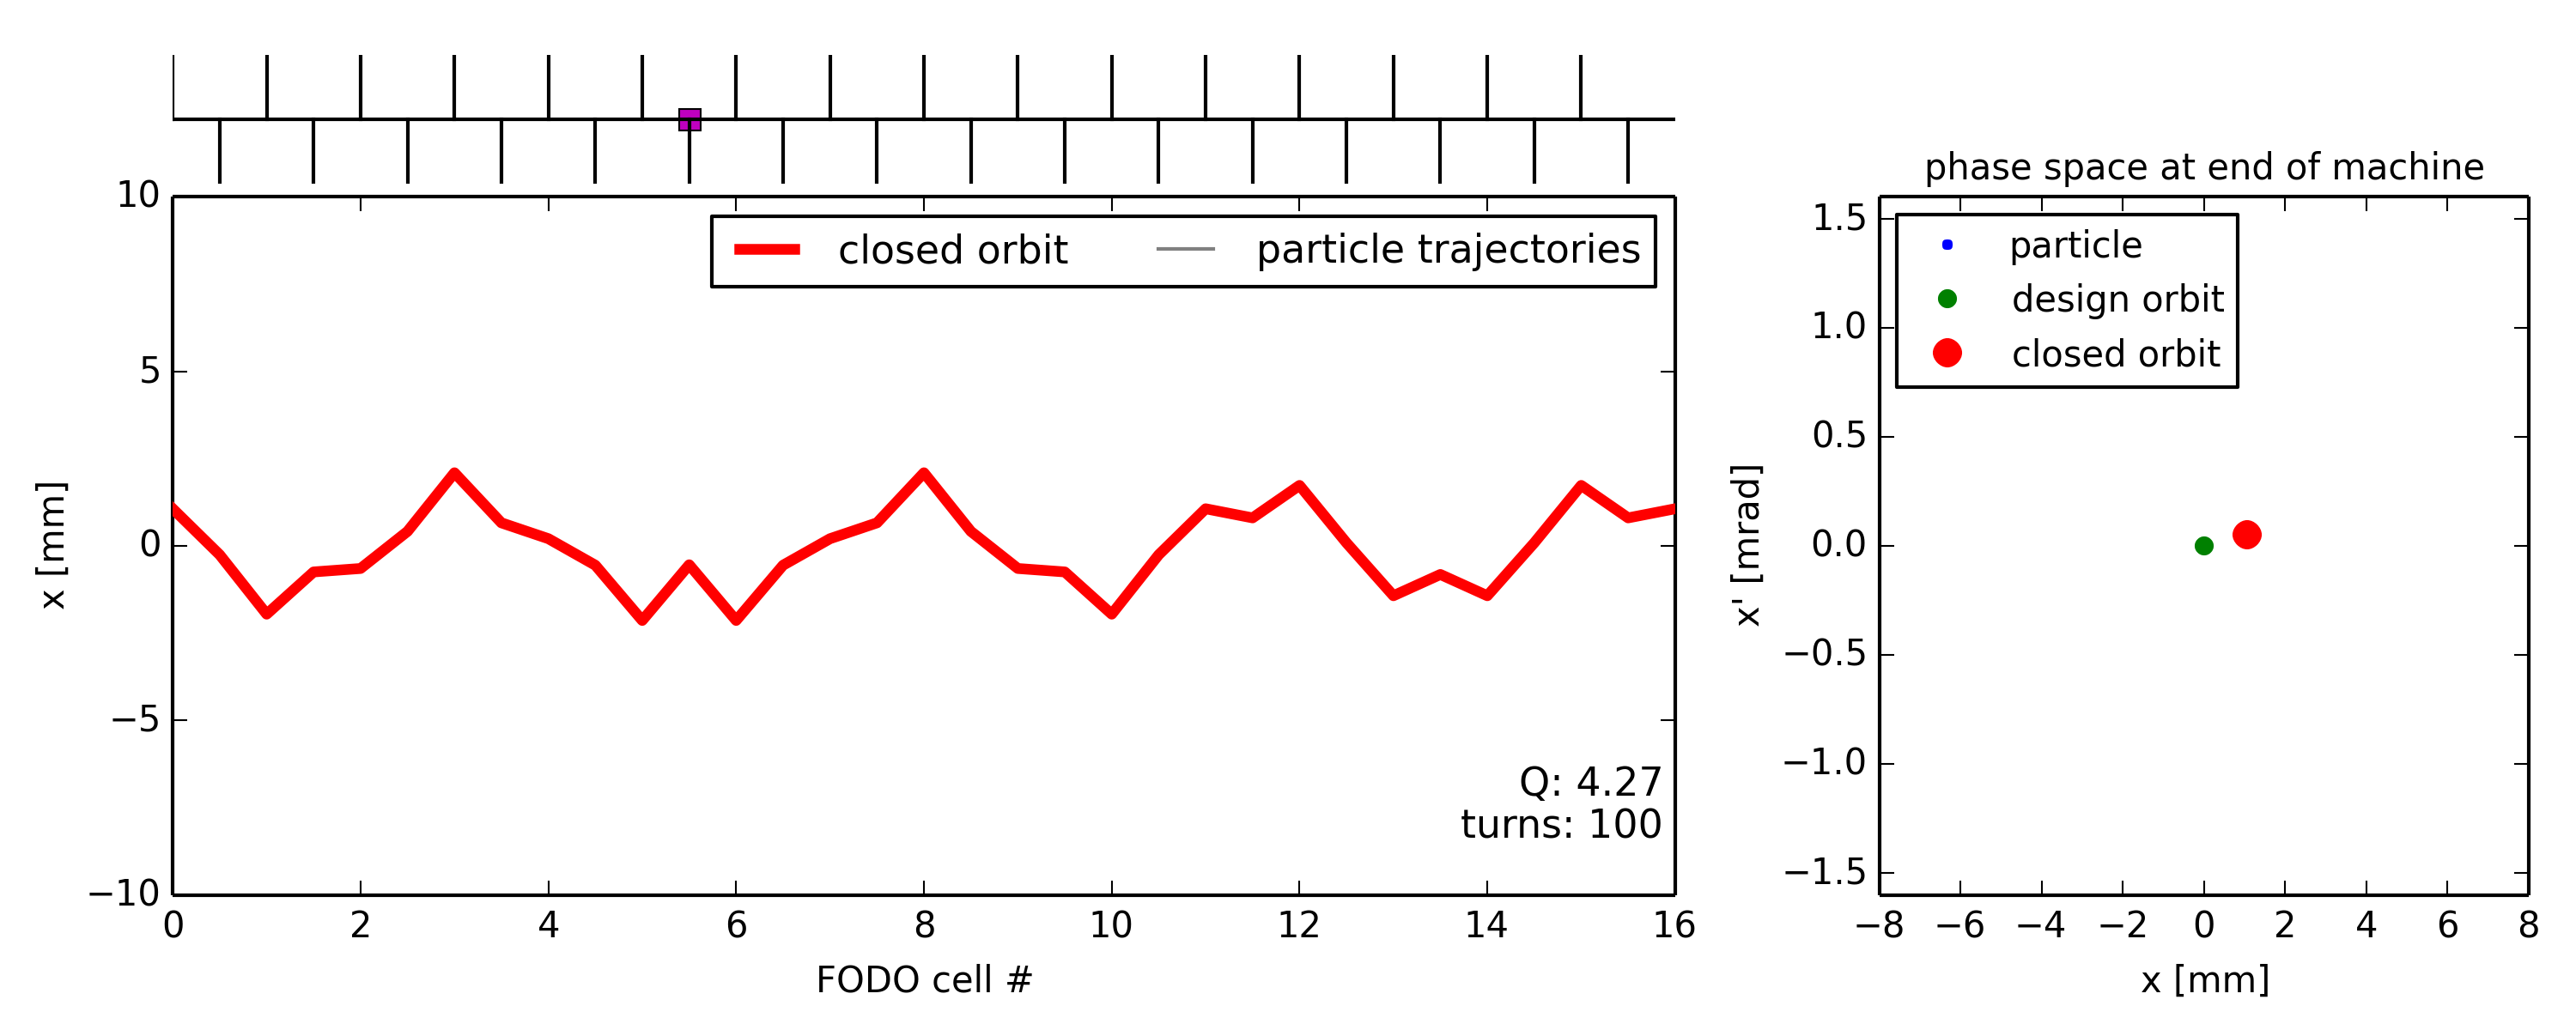 10
5
0
−5
−10
x [mm]
closed orbit
particle trajectories
Q: 4.27
turns: 100
0 2 4 6 8 10 12 14 16
FODO cell #
phase space at end of machine
1.5
1.0
0.5
0.0
−0.5
−1.0
−1.5
x' [mrad]
particle
design orbit
closed orbit
−8 −6 −4 −2 0 2 4 6 8
x [mm]